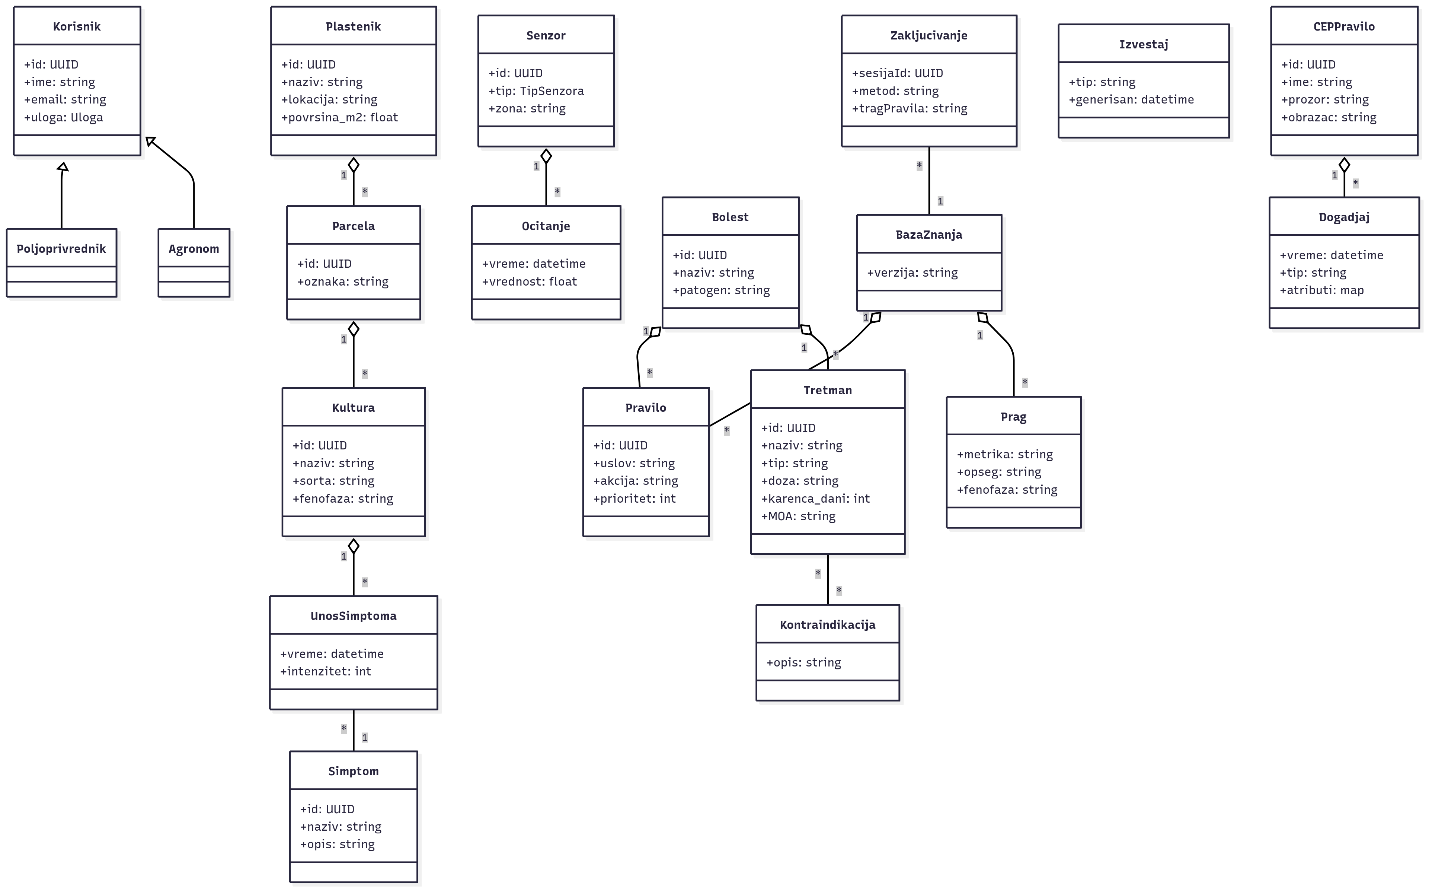 Korisnik
+id: UUID
+ime: string
+email: string
+uloga: Uloga
Poljoprivrednik
Agronom
Plastenik
+id: UUID
+naziv: string
+lokacija: string
+povrsina_m2: float
1
*
Parcela
+id: UUID
+oznaka: string
1
*
Kultura
+id: UUID
+naziv: string
+sorta: string
+fenofaza: string
1
*
UnosSimptoma
+vreme: datetime
+intenzitet: int
*
1
Simptom
+id: UUID
+naziv: string
+opis: string
Senzor
+id: UUID
+tip: TipSenzora
+zona: string
1
*
Ocitanje
+vreme: datetime
+vrednost: float
Bolest
+id: UUID
+naziv: string
+patogen: string
1
*
1
*
Pravilo
+id: UUID
+uslov: string
+akcija: string
+prioritet: int
*
Zakljucivanje
+sesijaId: UUID
+metod: string
+tragPravila: string
*
1
BazaZnanja
+verzija: string
1
1
*
Tretman
+id: UUID
+naziv: string
+tip: string
+doza: string
+karenca_dani: int
+MOA: string
*
*
Kontraindikacija
+opis: string
Prag
+metrika: string
+opseg: string
+fenofaza: string
Izvestaj
+tip: string
+generisan: datetime
CEPPravilo
+id: UUID
+ime: string
+prozor: string
+obrazac: string
1
*
Dogadjaj
+vreme: datetime
+tip: string
+atributi: map